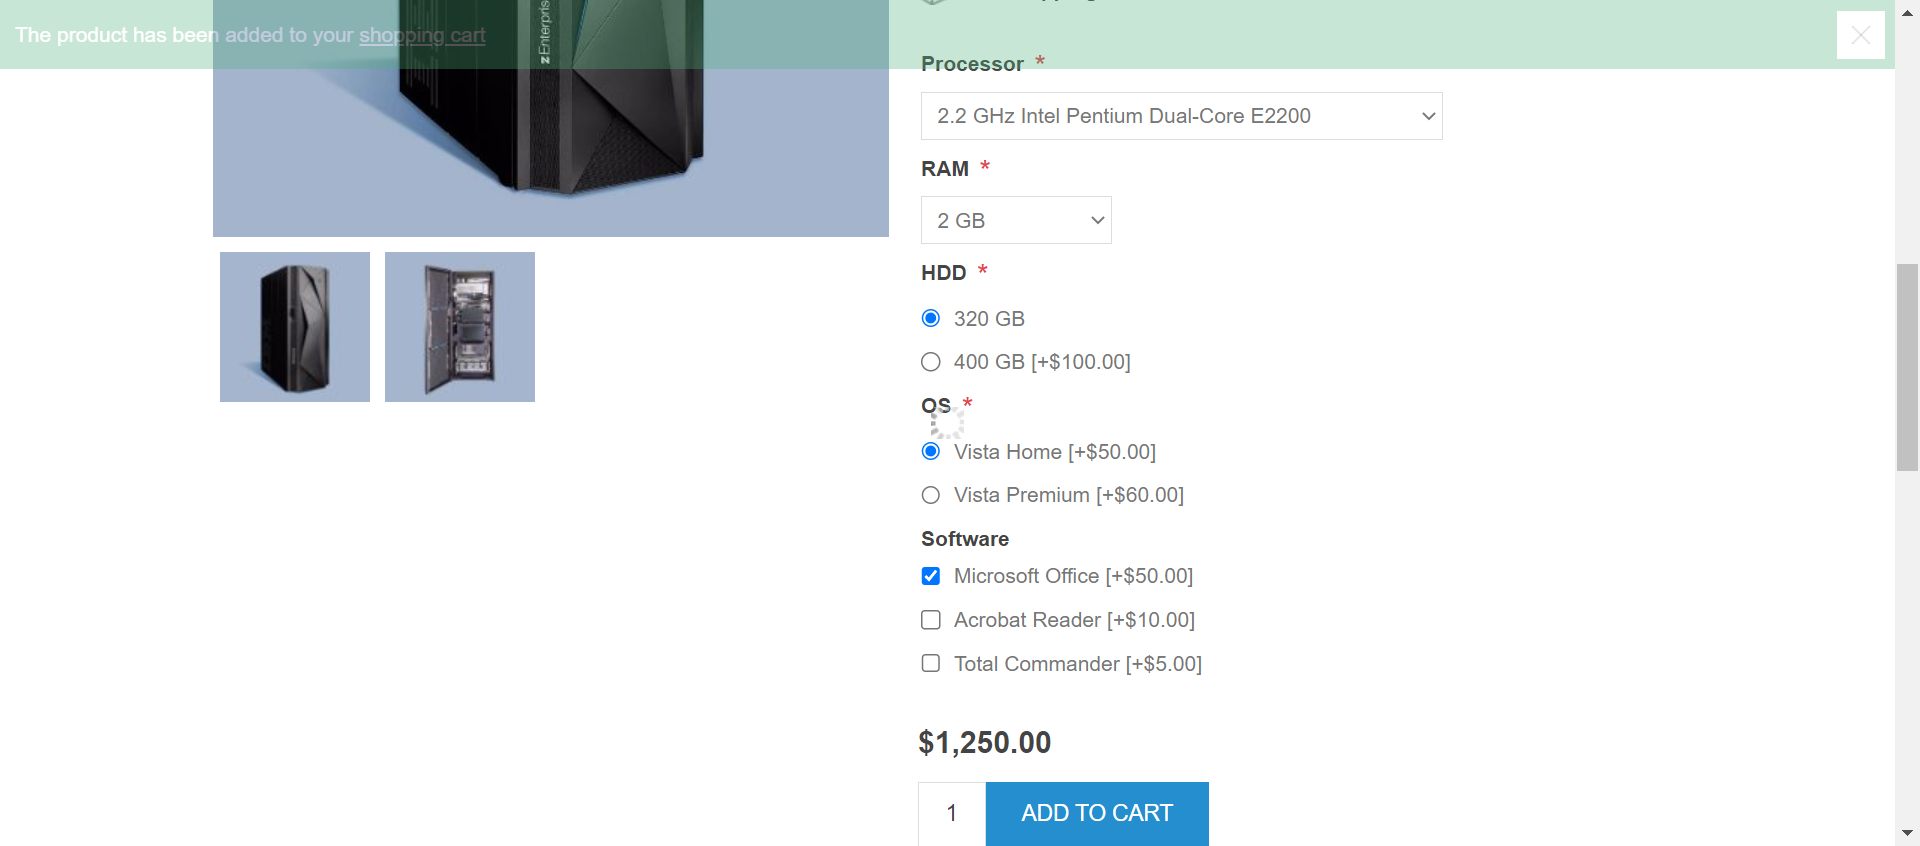 The product has been added to your shopping cart
zEnterpris
Processor *
2.2 GHz Intel Pentium Dual-Core E2200
RAM *
2 GB
HDD *
320 GB
400 GB [+$100.00]
OS *
Vista Home [+$50.00]
Vista Premium [+$60.00]
Software
Microsoft Office [+$50.00]
Acrobat Reader [+$10.00]
Total Commander [+$5.00]
$1,250.00
1
ADD TO CART